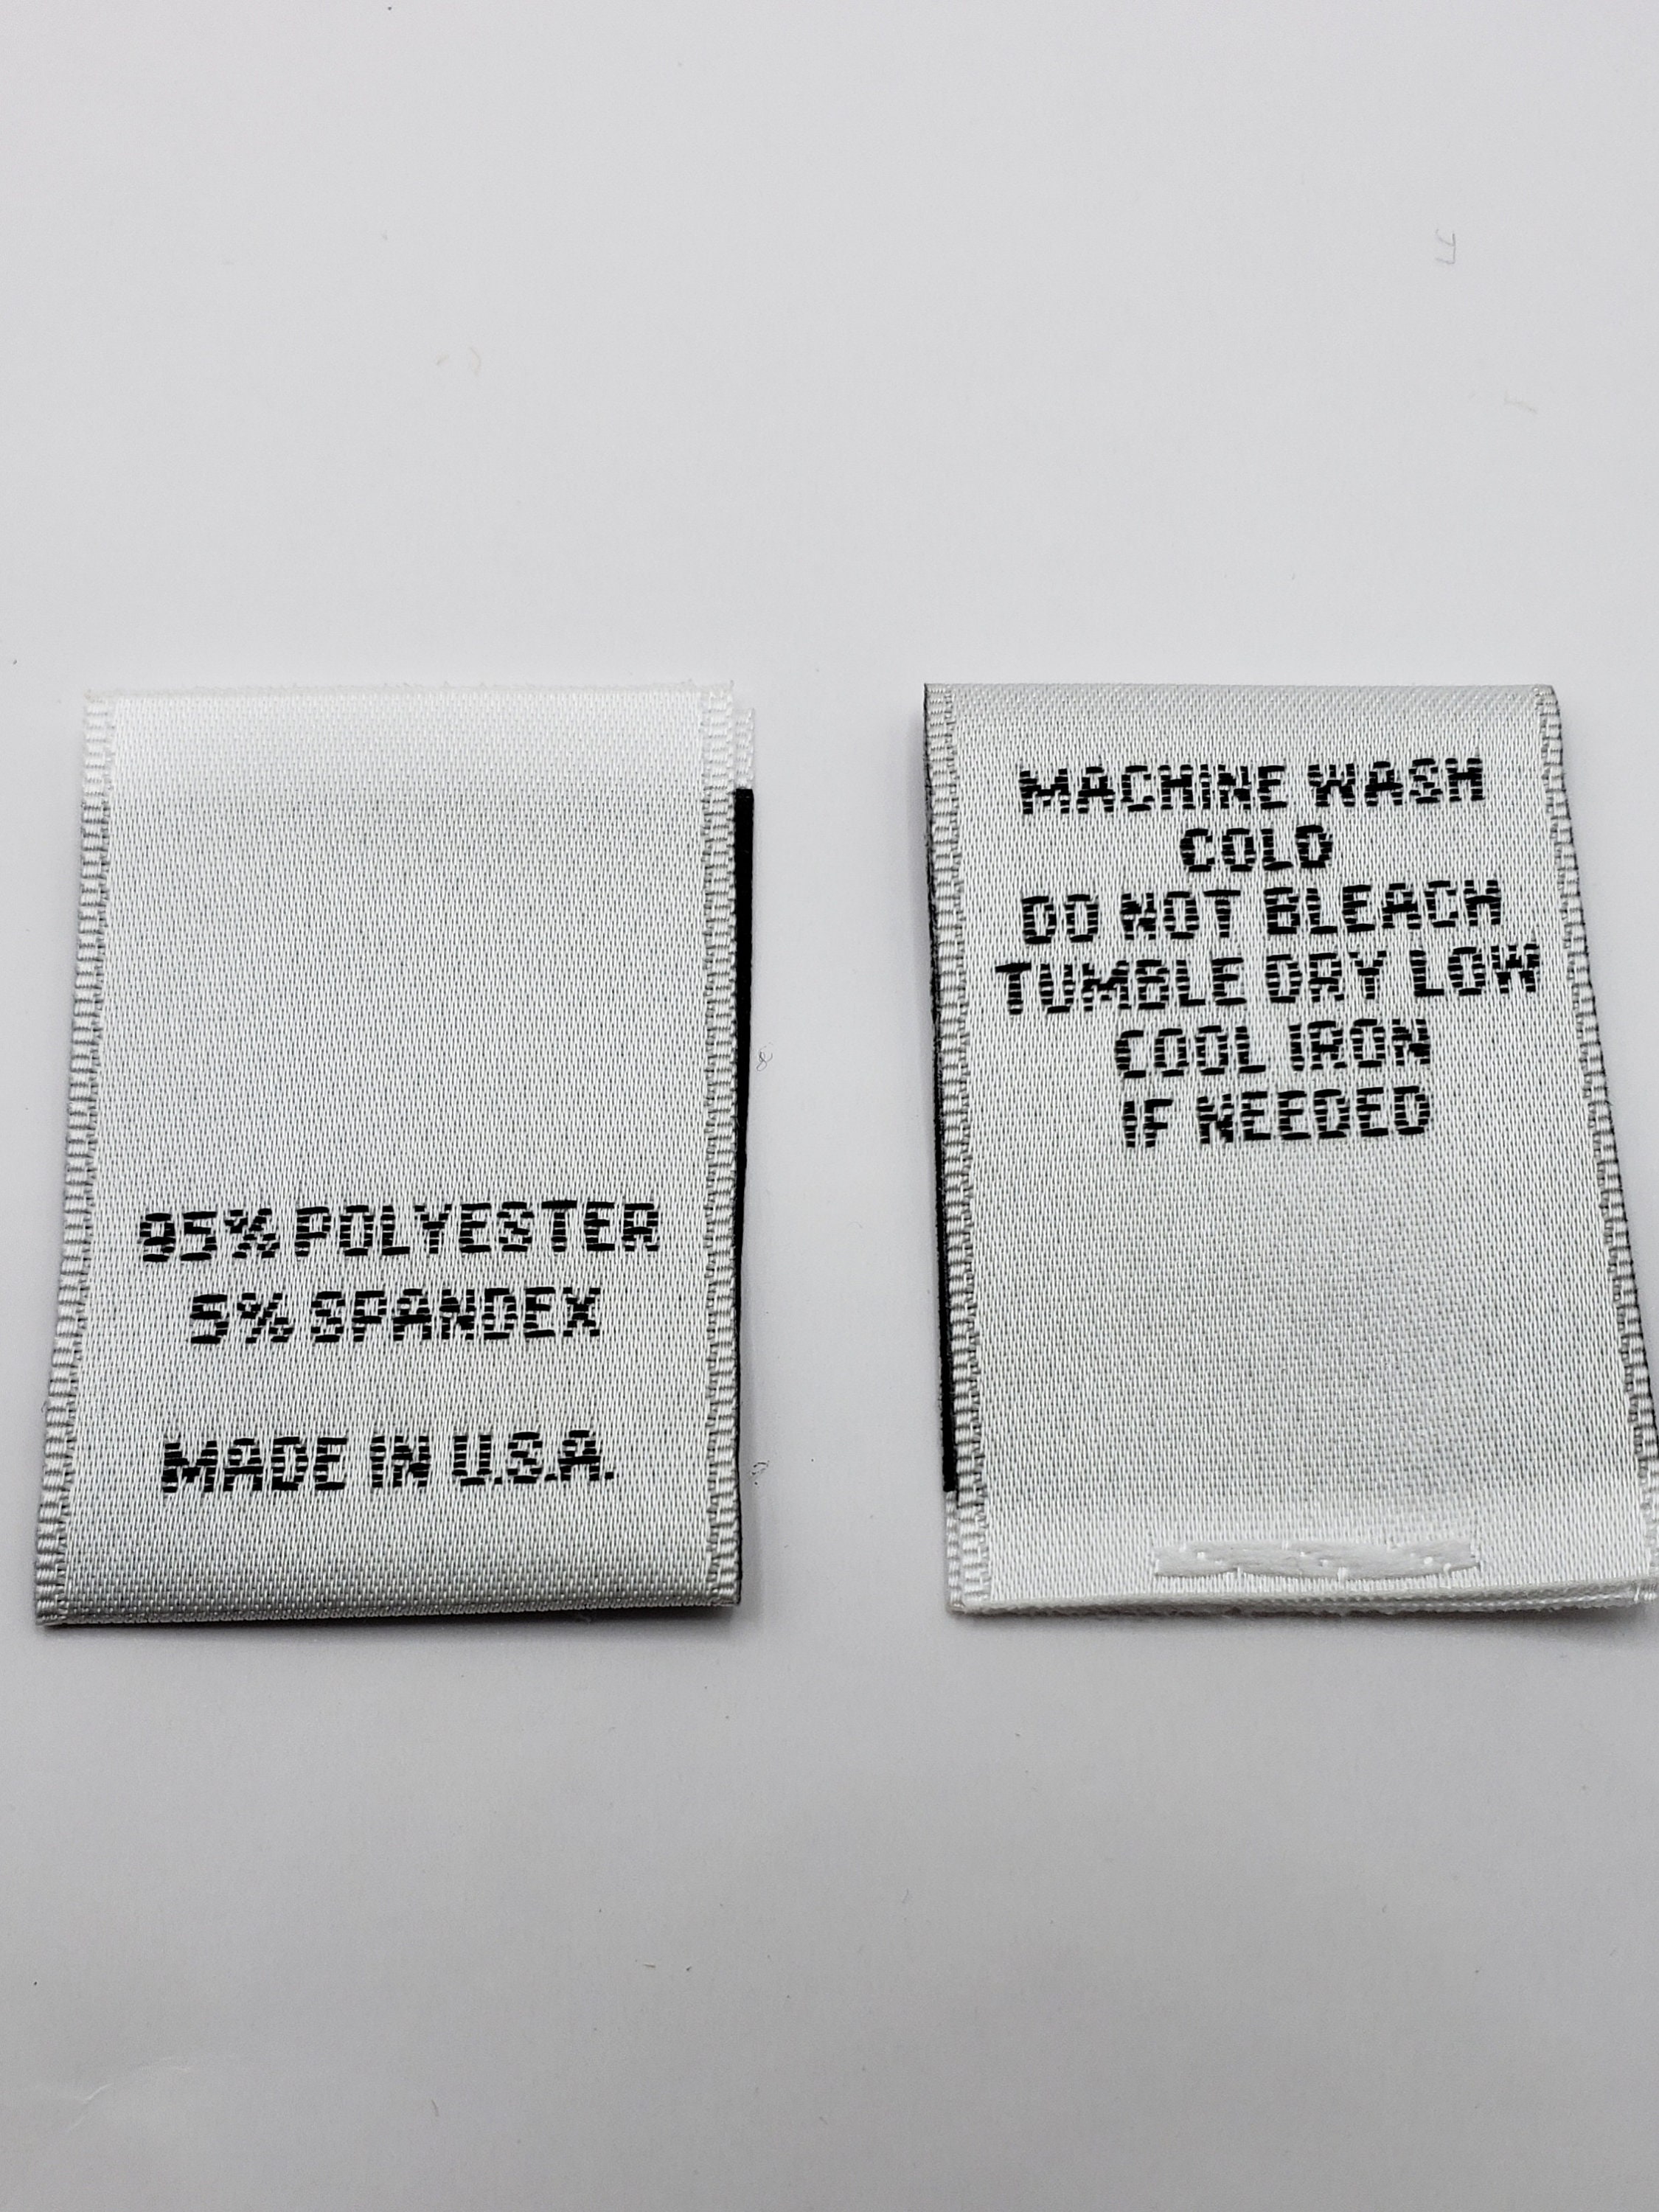 95% POLYESTER
5% SPANDEX
MADE IN U.S.A.
MACHINE WASH
COLD
DO NOT BLEACH
TUMBLE DRY LOW
COOL IRON
IF NEEDED